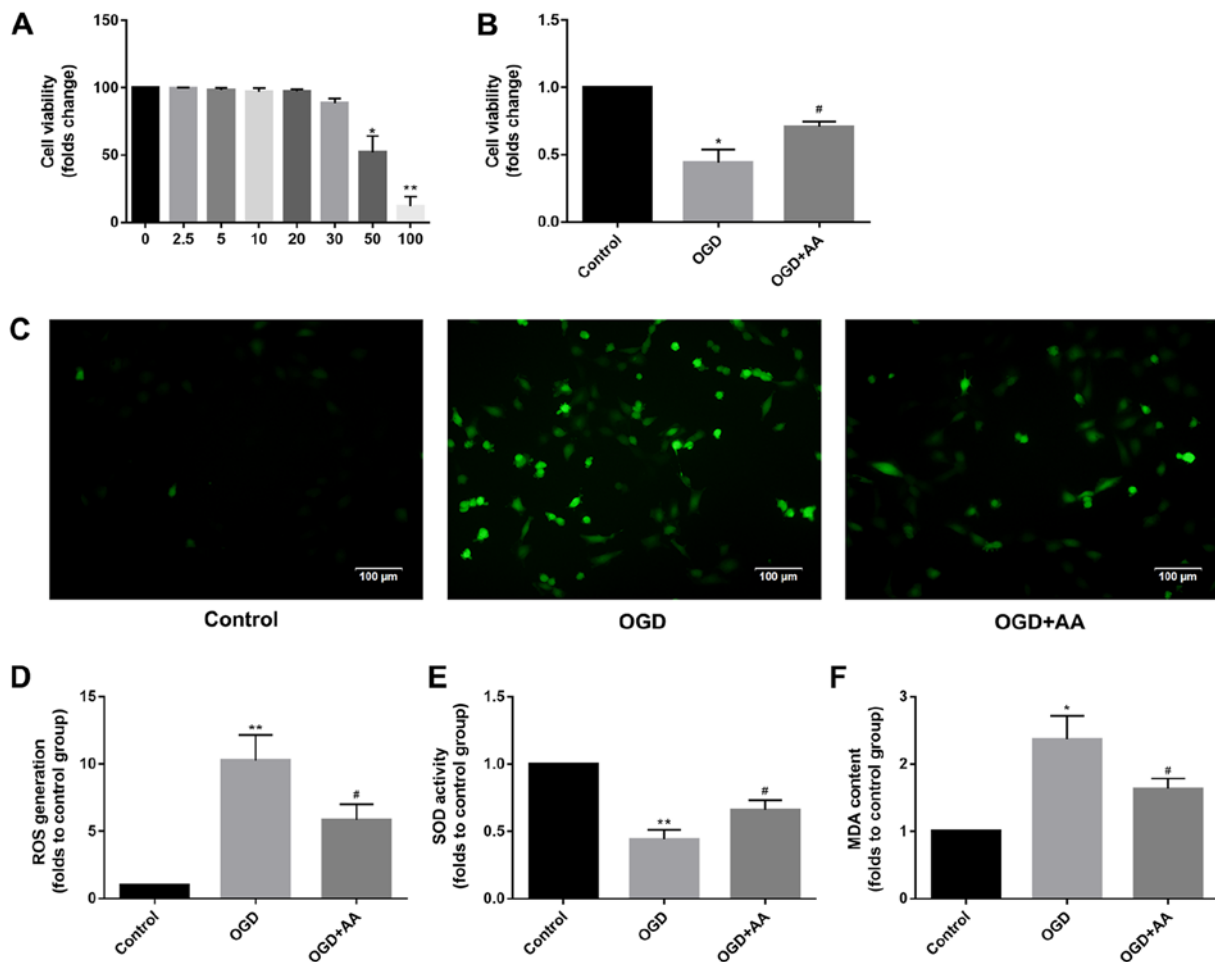 A
Cell viability
(folds change)
150
100
50
0
*
**
0 2.5 5 10 20 30 50 100
B
Cell viability
(folds change)
1.5
1.0
0.5
0.0
*
#
Control
OGD
OGD+AA
C
100 µm
100 µm
100 µm
Control
OGD
OGD+AA
D
ROS generation
(folds to control group)
15
10
5
0
**
#
Control
OGD
OGD+AA
E
SOD activity
(folds to control group)
1.5
1.0
0.5
0.0
**
#
Control
OGD
OGD+AA
F
MDA content
(folds to control group)
3
2
1
0
*
#
Control
OGD
OGD+AA